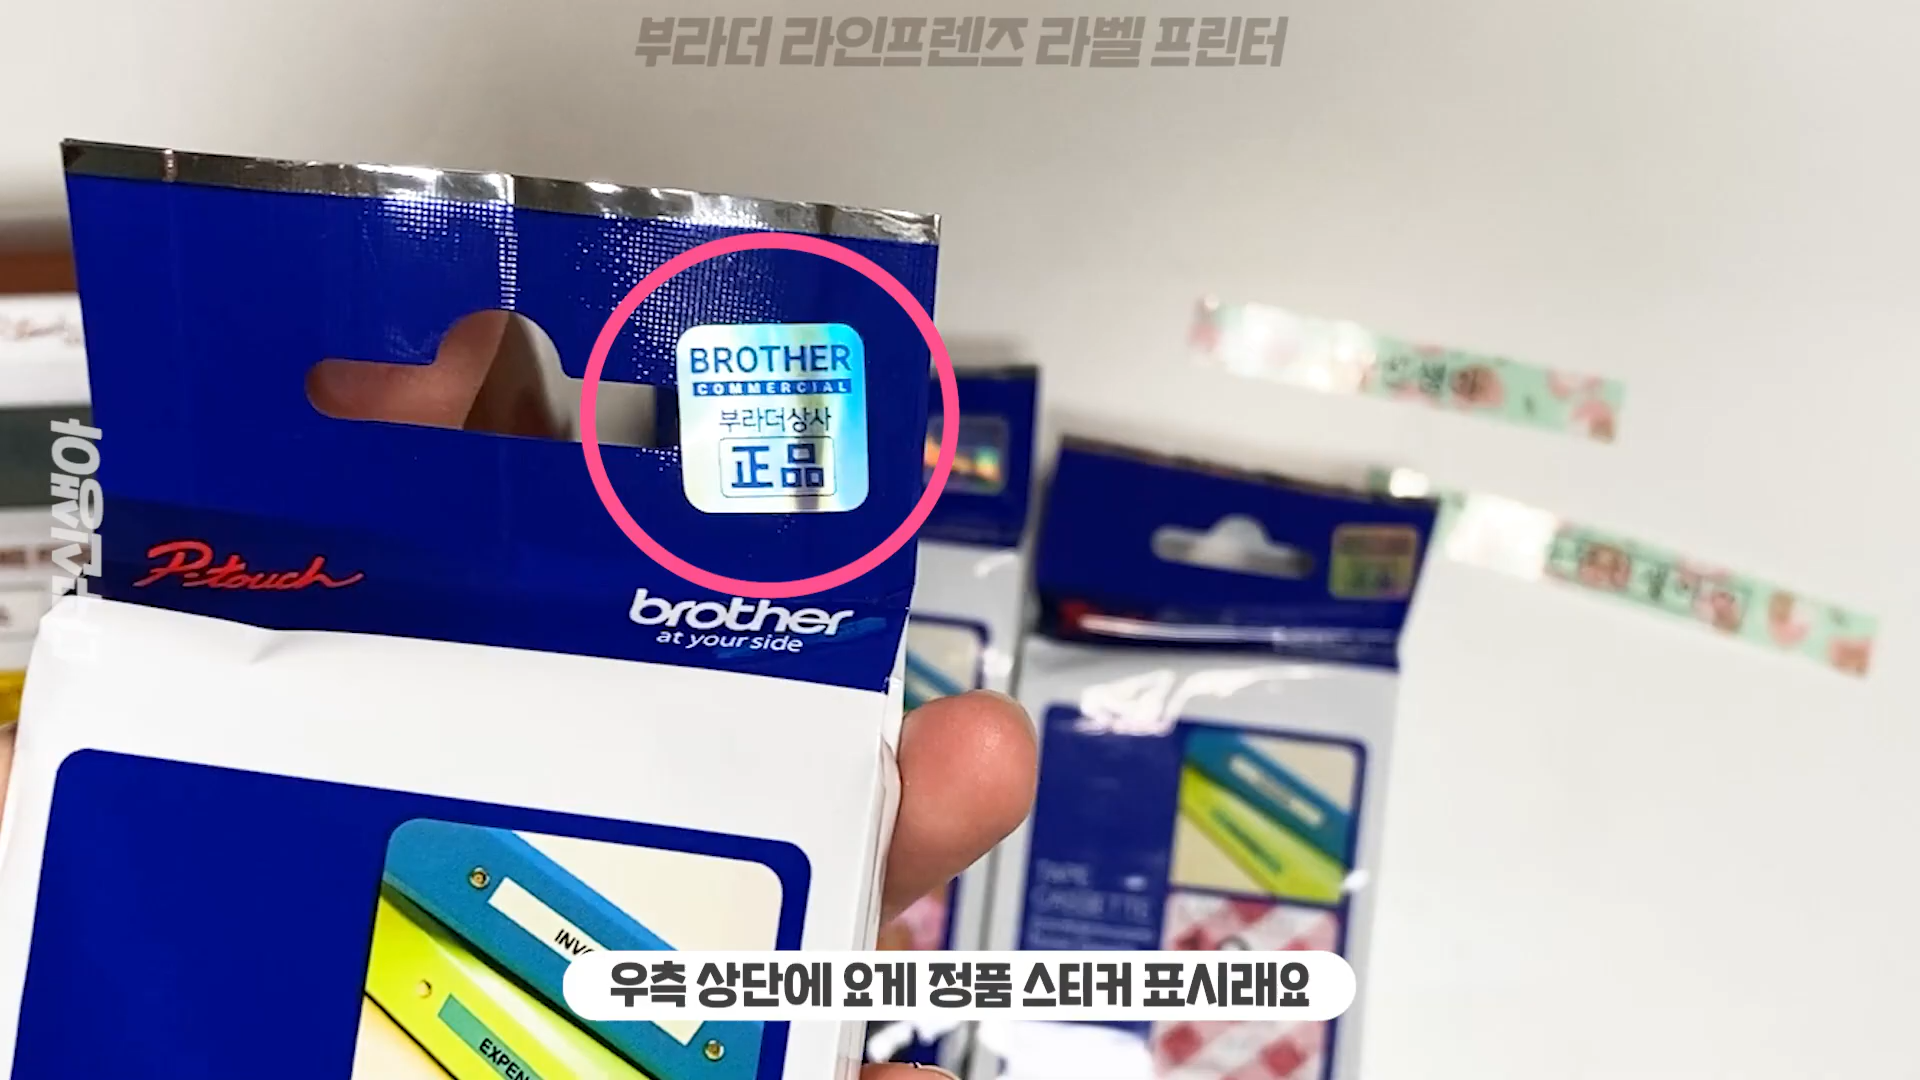 부라더 라인프렌즈 라벨 프린터
BROTHER
COMMERCIAL
부라더상사
正品
P-touch
brother
at your side
TAPE
CASSETTE
우측 상단에 요게 정품 스티커 표시래요